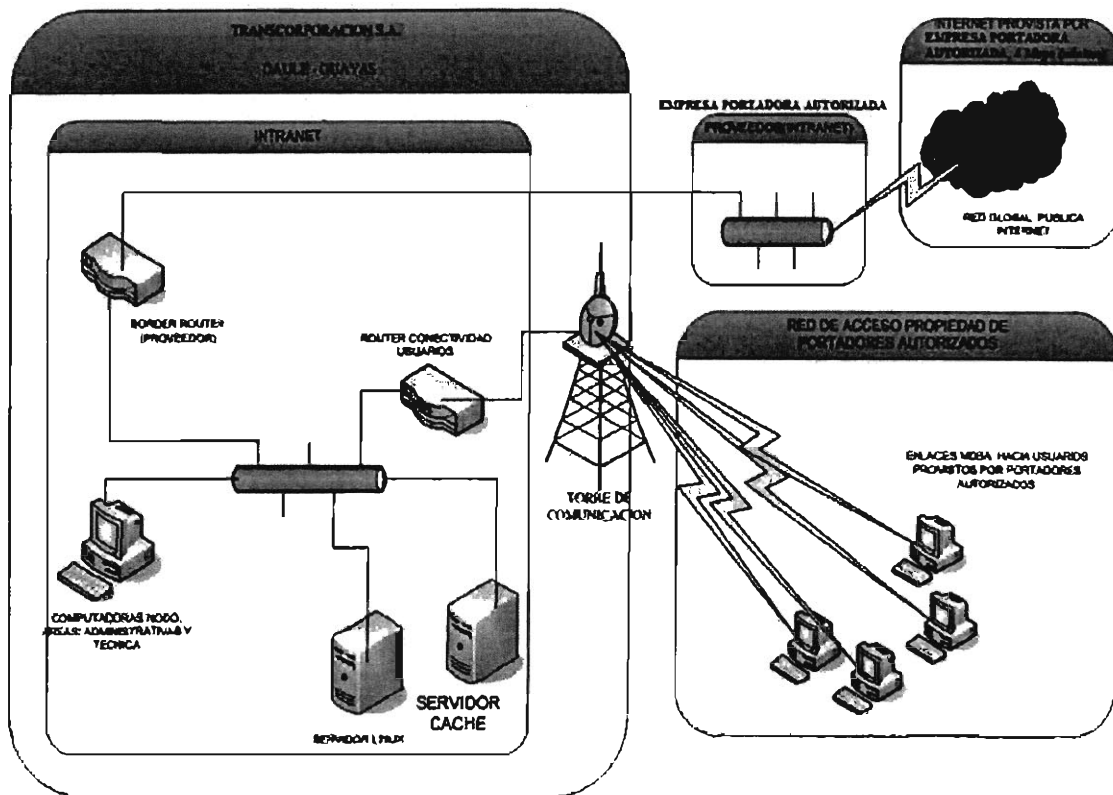 TRANSCORPORACION S.A.
DAULE - GUAYAS
INTRANET
BORDER ROUTER
(PROVEEDOR)
ROUTER CONECTIVIDAD
USUARIOS
COMPUTADORAS NODO,
AREAS: ADMINISTRATIVAS Y
TECNICA
SERVIDOR LINUX
SERVIDOR
CACHE
TORRE DE
COMUNICACION
EMPRESA PORTADORA AUTORIZADA
PROVEEDOR(INTRANET)
INTERNET PROVISTA POR
EMPRESA PORTADORA
AUTORIZADA,
RED GLOBAL PUBLICA
INTERNET
RED DE ACCESO PROPIEDAD DE
PORTADORES AUTORIZADOS
ENLACES MDBA HACIA USUARIOS
PROVISTOS POR PORTADORES
AUTORIZADOS